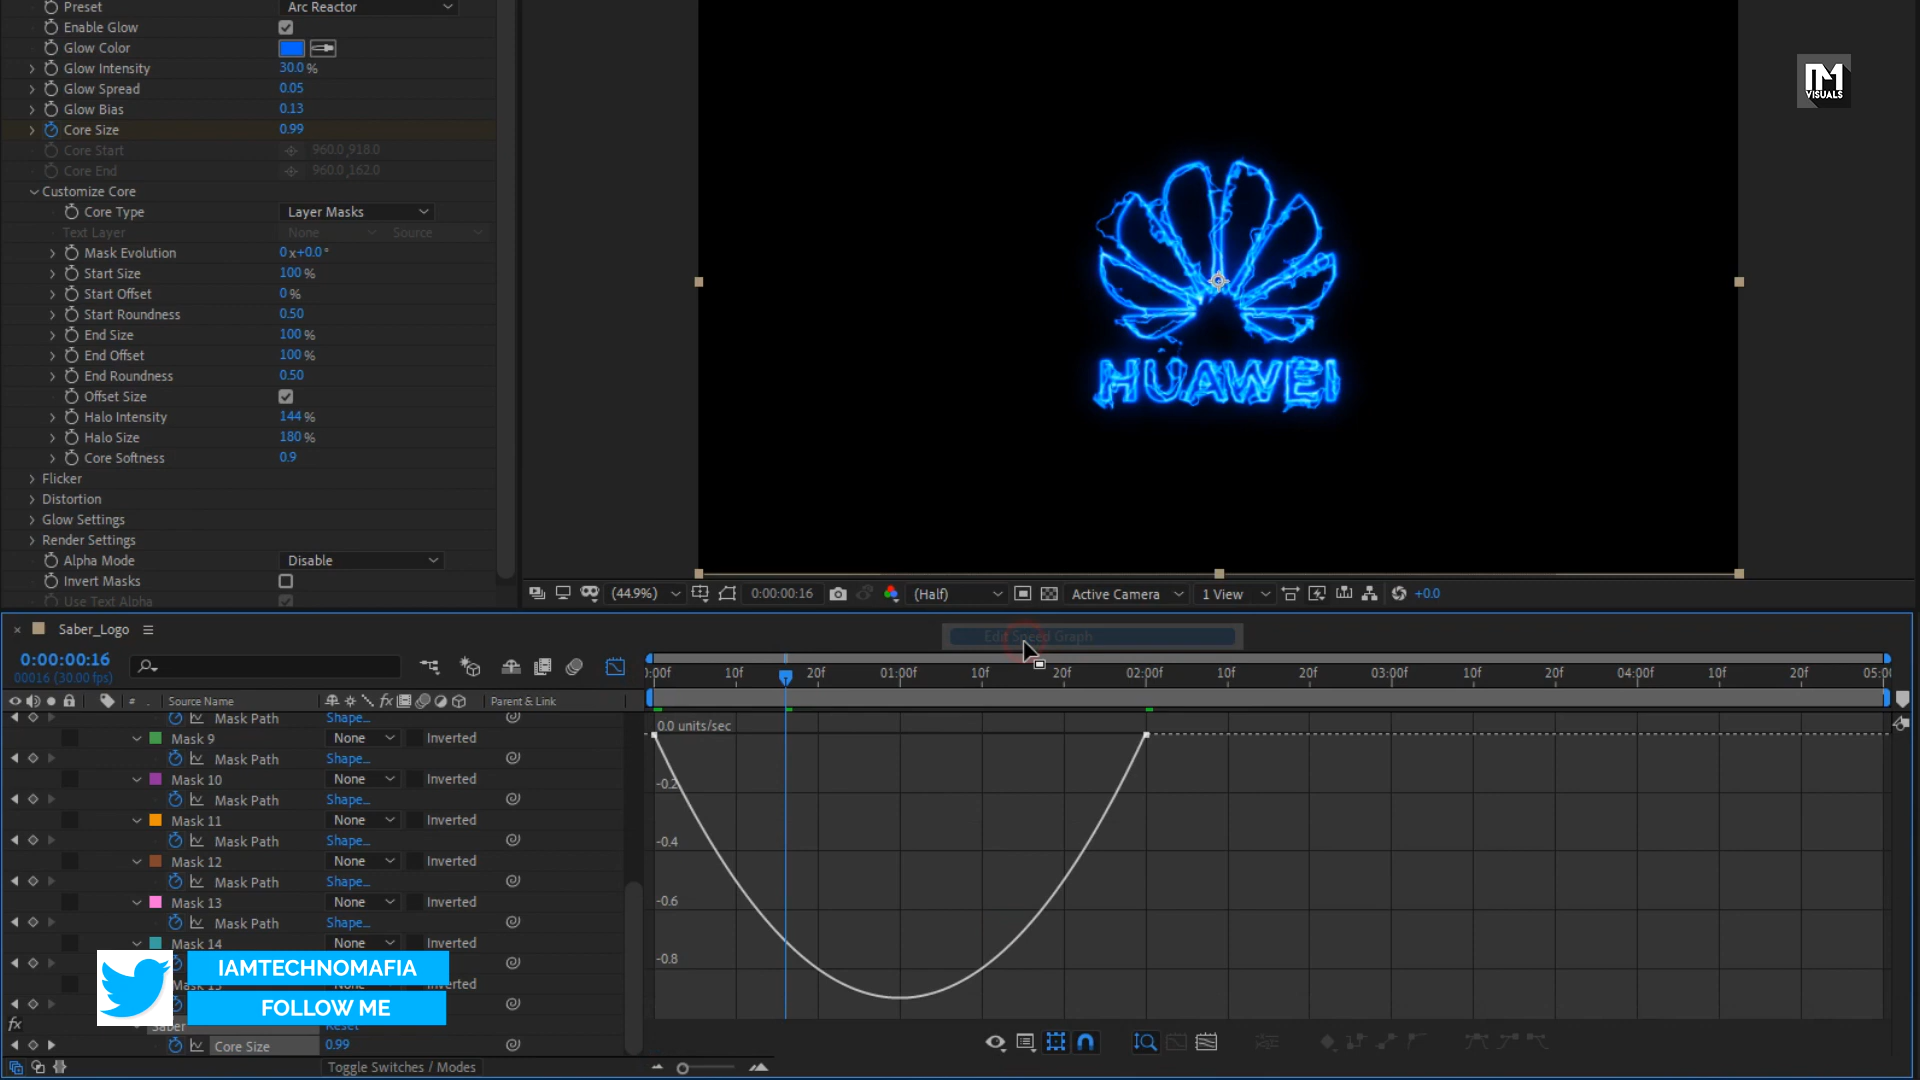 Preset Arc Reactor
Enable Glow
Glow Color
Glow Intensity 30.0 %
Glow Spread 0.05
Glow Bias 0.13
Core Size 0.99
Core Start 960.0,918.0
Core End 960.0,162.0
Customize Core
Core Type Layer Masks
Text Layer None Source
Mask Evolution 0x+0.0°
Start Size 100 %
Start Offset 0 %
Start Roundness 0.50
End Size 100 %
End Offset 100 %
End Roundness 0.50
Offset Size
Halo Intensity 144 %
Halo Size 180 %
Core Softness 0.9
Flicker
Distortion
Glow Settings
Render Settings
Alpha Mode Disable
Invert Masks
Use Text Alpha
VISUALS
HUAWEI
(44.9%) 0:00:00:16 (Half) Active Camera 1 View +0.0
× Saber_Logo
Edit Speed Graph
0:00:00:16
00016 (30.00 fps)
:00f 10f 20f 01:00f 10f 20f 02:00f 10f 20f 03:00f 10f 20f 04:00f 10f 20f 05:00
# Source Name fx Parent & Link
0.0 units/sec
-0.2
-0.4
-0.6
-0.8
Mask Path Shape...
Mask 9 None Inverted
Mask Path Shape...
Mask 10 None Inverted
Mask Path Shape...
Mask 11 None Inverted
Mask Path Shape...
Mask 12 None Inverted
Mask Path Shape...
Mask 13 None Inverted
Mask Path Shape...
Mask 14 None Inverted
IAMTECHNOMAFIA
FOLLOW ME
fx Saber Reset
Core Size 0.99
Toggle Switches / Modes